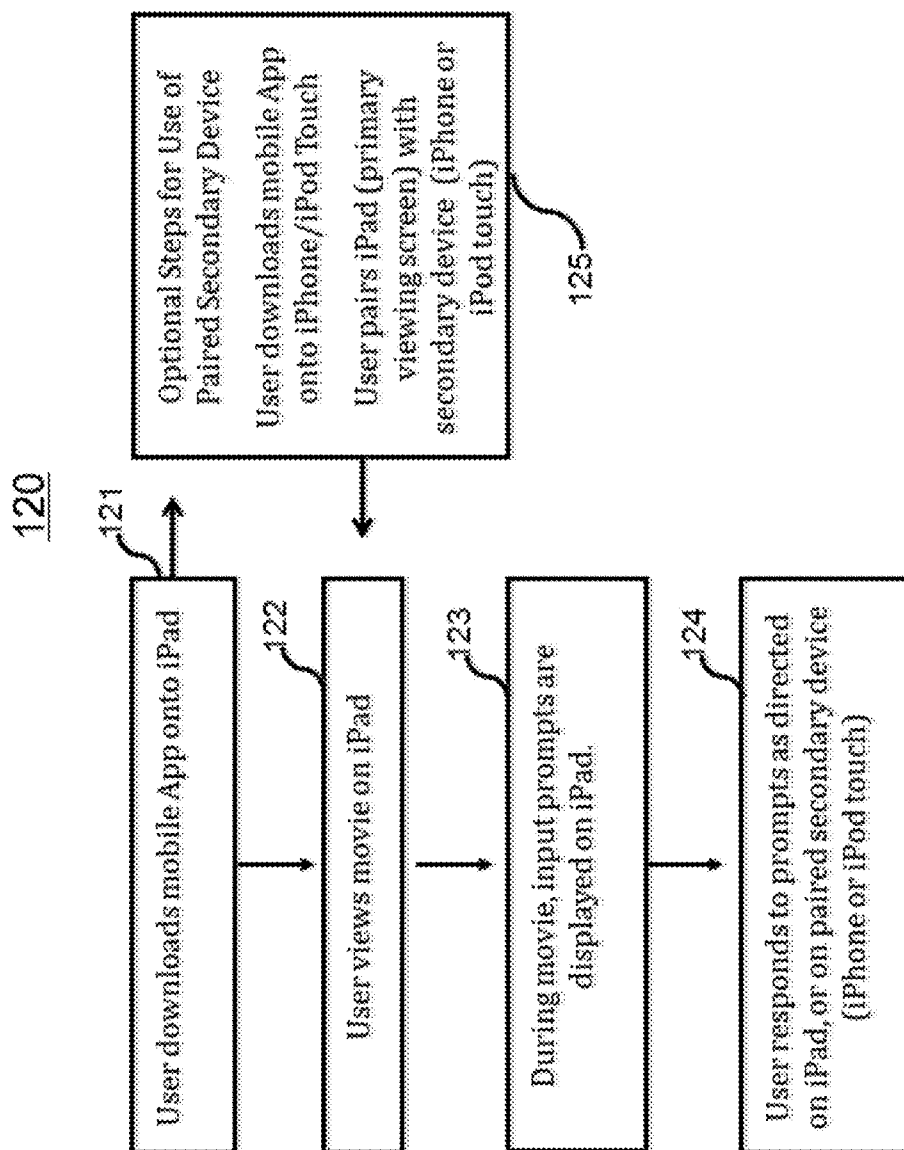 120
121
User downloads mobile App onto iPad
122
User views movie on iPad
123
During movie, input prompts are
displayed on iPad.
124
User responds to prompts as directed
on iPad, or on paired secondary device
(iPhone or iPod touch)
Optional Steps for Use of
Paired Secondary Device
User downloads mobile App
onto iPhone/iPod Touch
User pairs iPad (primary
viewing screen) with
secondary device (iPhone or
iPod touch)
125